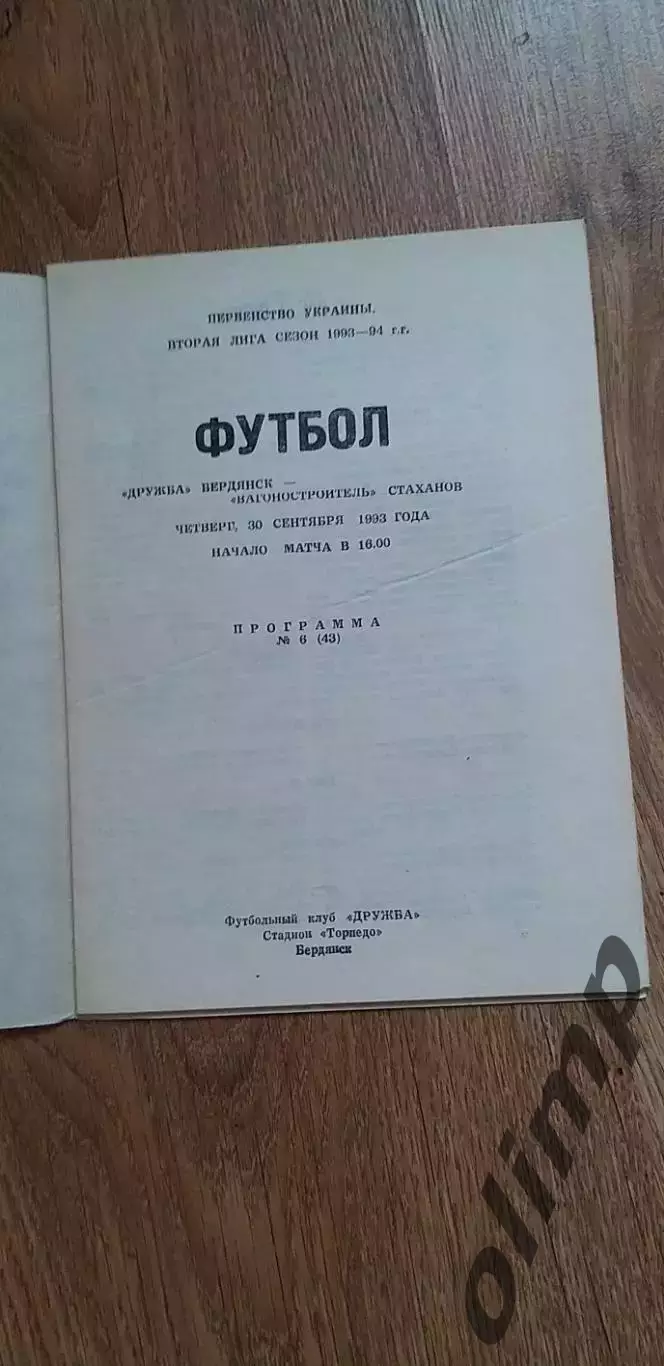 ПЕРВЕНСТВО УКРАИНЫ.
ВТОРАЯ ЛИГА СЕЗОН 1993—94 г.г.
ФУТБОЛ
«ДРУЖБА» БЕРДЯНСК —
«ВАГОНОСТРОИТЕЛЬ» СТАХАНОВ
ЧЕТВЕРГ, 30 СЕНТЯБРЯ 1993 ГОДА
НАЧАЛО МАТЧА В 16.00
ПРОГРАММА
№ 6 (43)
Футбольный клуб «ДРУЖБА»
Стадион «Торпедо»
Бердянск
olimp